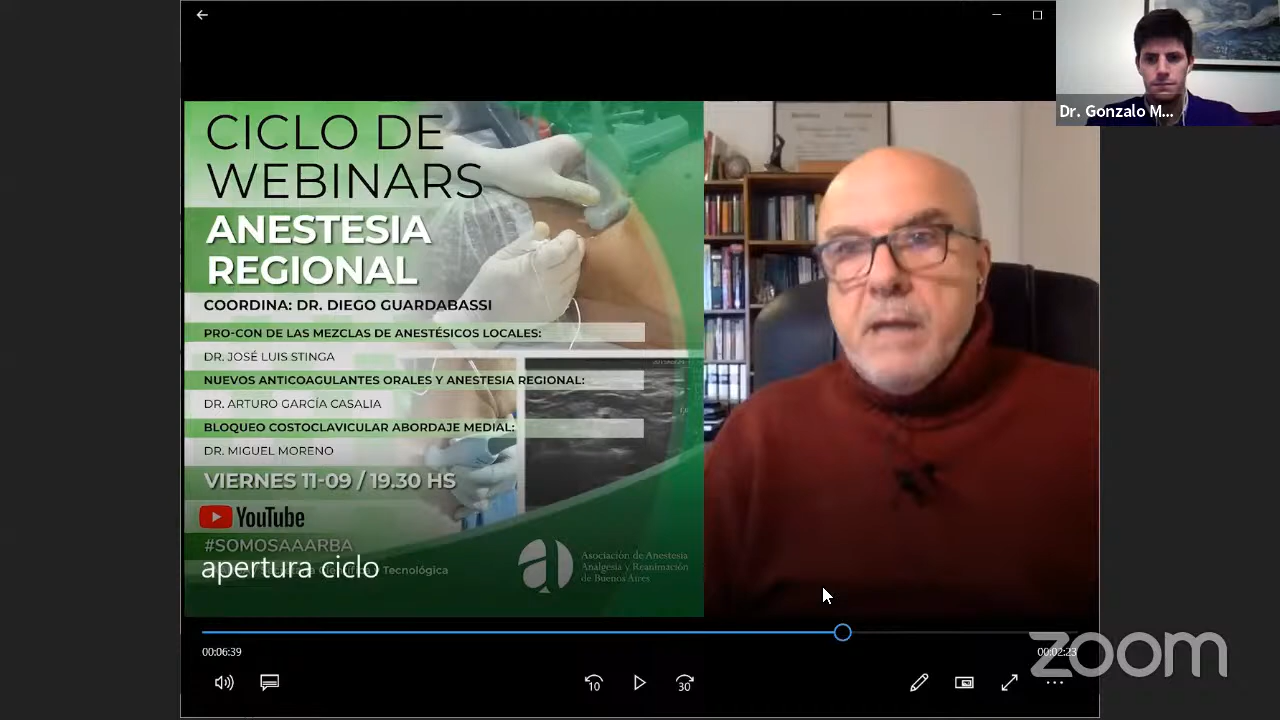 Dr. Gonzalo M...
CICLO DE
WEBINARS
ANESTESIA
REGIONAL
COORDINA: DR. DIEGO GUARDABASSI
PRO-CON DE LAS MEZCLAS DE ANESTÉSICOS LOCALES:
DR. JOSÉ LUIS STINGA
NUEVOS ANTICOAGULANTES ORALES Y ANESTESIA REGIONAL:
DR. ARTURO GARCÍA CASALIA
BLOQUEO COSTOCLAVICULAR ABORDAJE MEDIAL:
DR. MIGUEL MORENO
VIERNES 11-09 / 19.30 HS
YouTube
#SOMOSAAARBA
apertura ciclo
Tecnológica
Asociación de Anestesia
Analgesia y Reanimación
de Buenos Aires
00:06:39
00:02:23
10
30
zoom